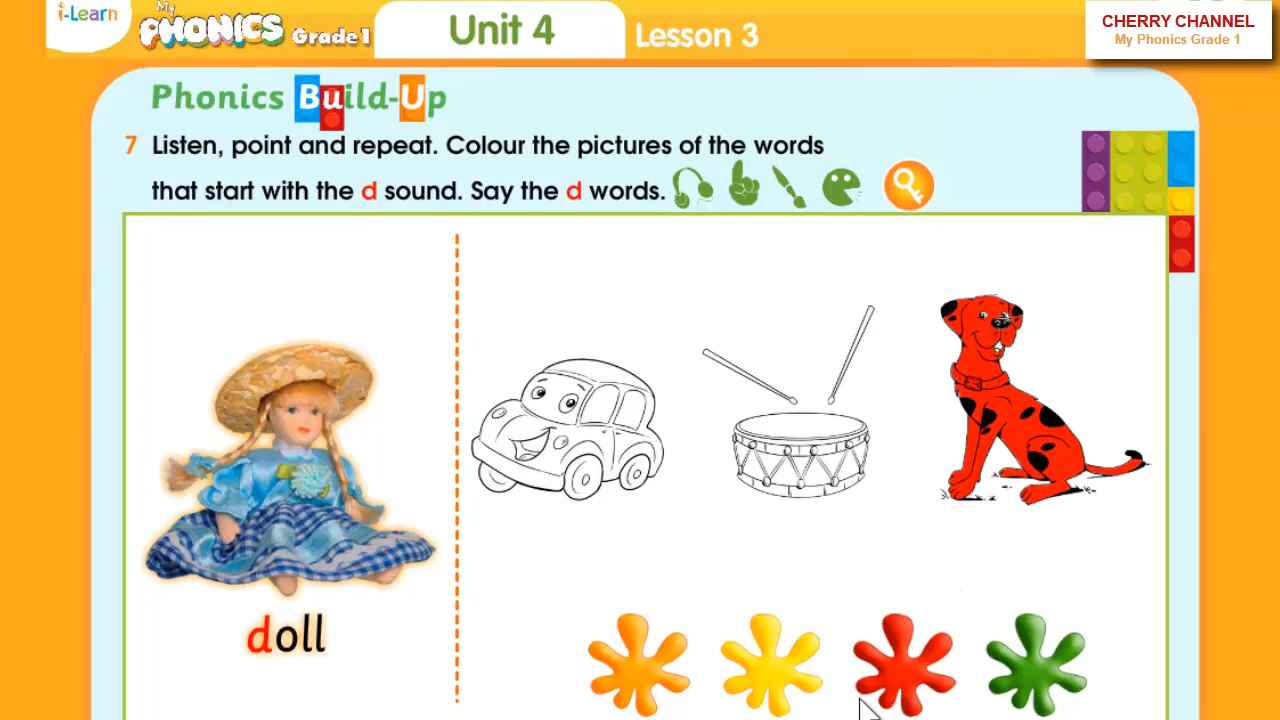 i-Learn
My
PHONICS Grade 1
Unit 4
Lesson 3
CHERRY CHANNEL
My Phonics Grade 1
Phonics Build-Up
7 Listen, point and repeat. Colour the pictures of the words
that start with the d sound. Say the d words.
doll